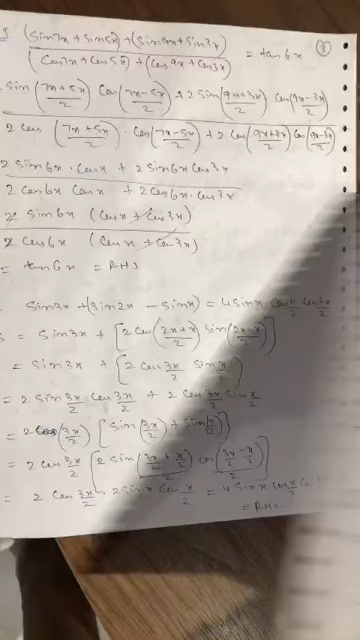 (Sin7x + Sin5x) + (Sin9x + Sin3x) / (Cos7x + Cos5x) + (Cos9x + Cos3x) = tan6x
Sin(7x+5x/2) Cos(7x-5x/2) + 2Sin(9x+3x/2) Cos(9x-3x/2)
2 Cos(7x+5x/2) . Cos(7x-5x/2) + 2 Cos(9x+3x/2) Cos(9x-3x/2)
2 Sin6x . Cosx + 2 Sin6x Cos3x
2 Cos6x Cosx + 2 Cos6x . Cos3x
2 Sin6x (Cosx + Cos3x)
2 Cos6x (Cosx + Cos3x)
= tan6x = RHS
Sin3x + (Sin2x - Sinx) = 4 Sinx Cos x/2 Cos 3x/2
S = Sin3x + [2 Cos(2x+x/2) Sin(2x-x/2)]
= Sin3x + [2 Cos 3x/2 Sin x/2]
= 2 Sin 3x/2 Cos 3x/2 + 2 Cos 3x/2 Sin x/2
= 2 Cos(3x/2) [Sin(3x/2) + Sin x/2]
= 2 Cos 3x/2 [2 Sin(3x/2 + x/2 / 2) Cos(3x/2 - x/2 / 2)]
= 2 Cos 3x/2 . 2 Sinx Cos x/2 = 4 Sinx Cos x/2
= RHS.